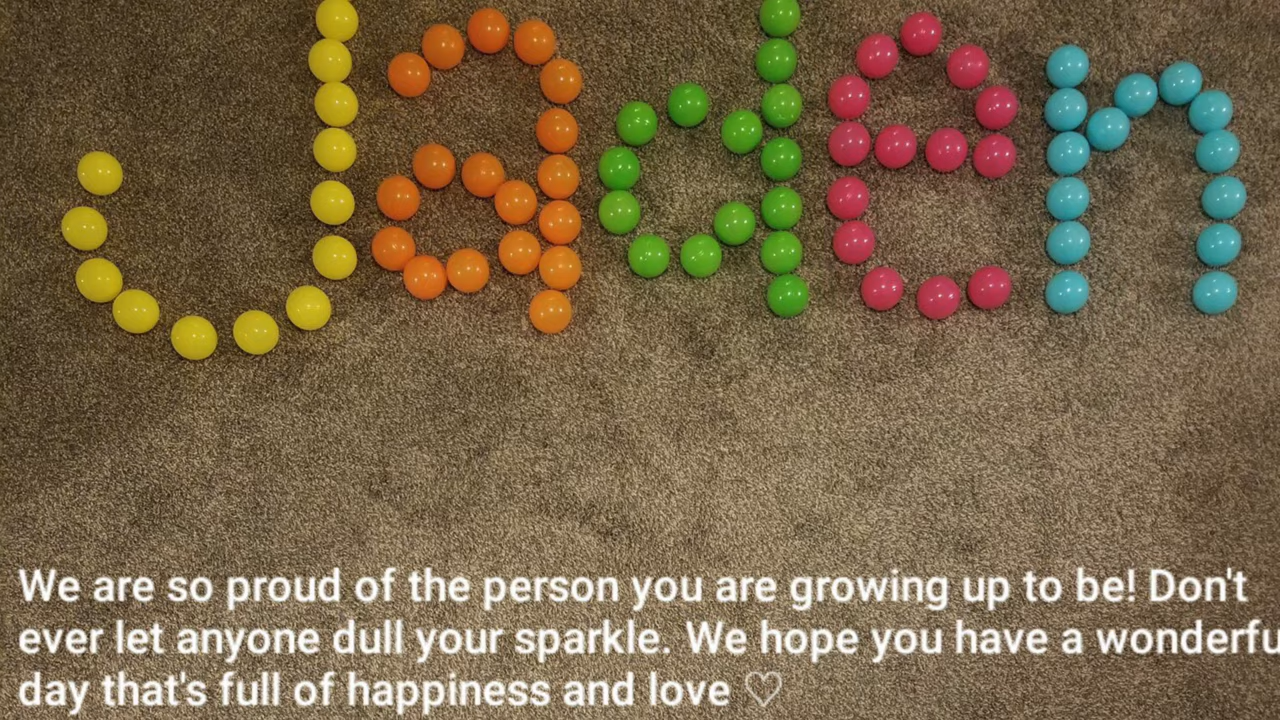 Jaden
We are so proud of the person you are growing up to be! Don't
ever let anyone dull your sparkle. We hope you have a wonderfu
day that's full of happiness and love ♡